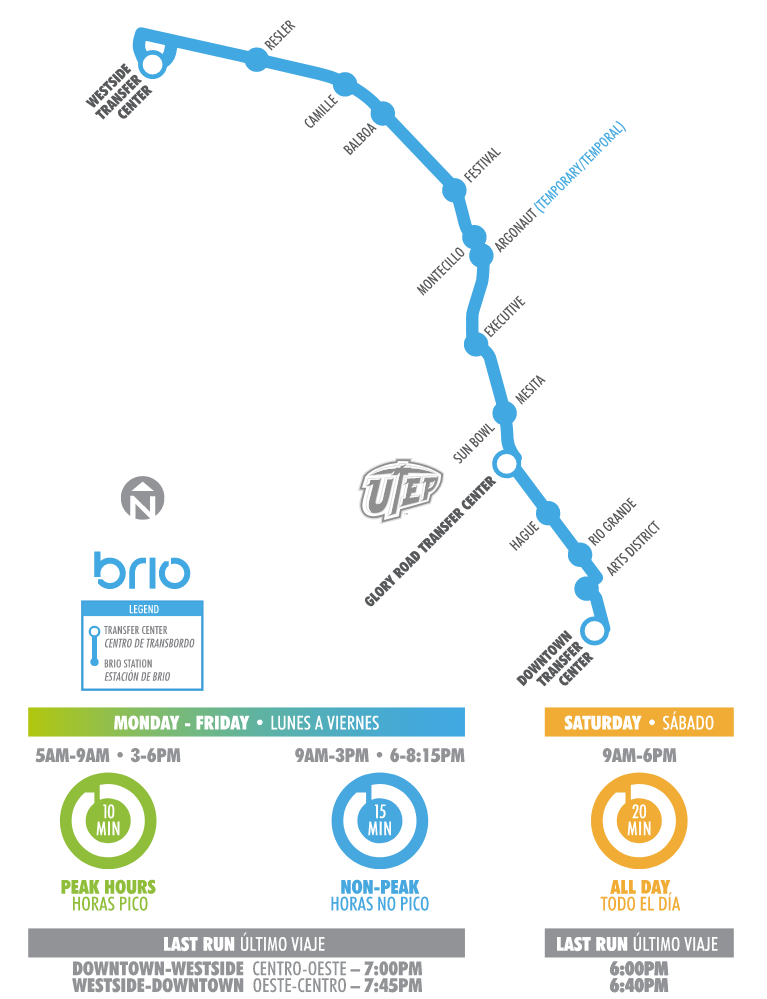 RESLER
WESTSIDE
TRANSFER
CENTER
CAMILLE
BALBOA
FESTIVAL
ARGONAUT (TEMPORARY/TEMPORAL)
MONTECILLO
EXECUTIVE
MESITA
SUN BOWL
UTEP
GLORY ROAD TRANSFER CENTER
N
HAGUE
RIO GRANDE
ARTS DISTRICT
brio
LEGEND
TRANSFER CENTER
CENTRO DE TRANSBORDO
BRIO STATION
ESTACIÓN DE BRIO
DOWNTOWN
TRANSFER
CENTER
MONDAY - FRIDAY • LUNES A VIERNES
5AM-9AM • 3-6PM
10
MIN
PEAK HOURS
HORAS PICO
9AM-3PM • 6-8:15PM
15
MIN
NON-PEAK
HORAS NO PICO
LAST RUN ÚLTIMO VIAJE
DOWNTOWN-WESTSIDE CENTRO-OESTE – 7:00PM
WESTSIDE-DOWNTOWN OESTE-CENTRO – 7:45PM
SATURDAY • SÁBADO
9AM-6PM
20
MIN
ALL DAY
TODO EL DÍA
LAST RUN ÚLTIMO VIAJE
6:00PM
6:40PM